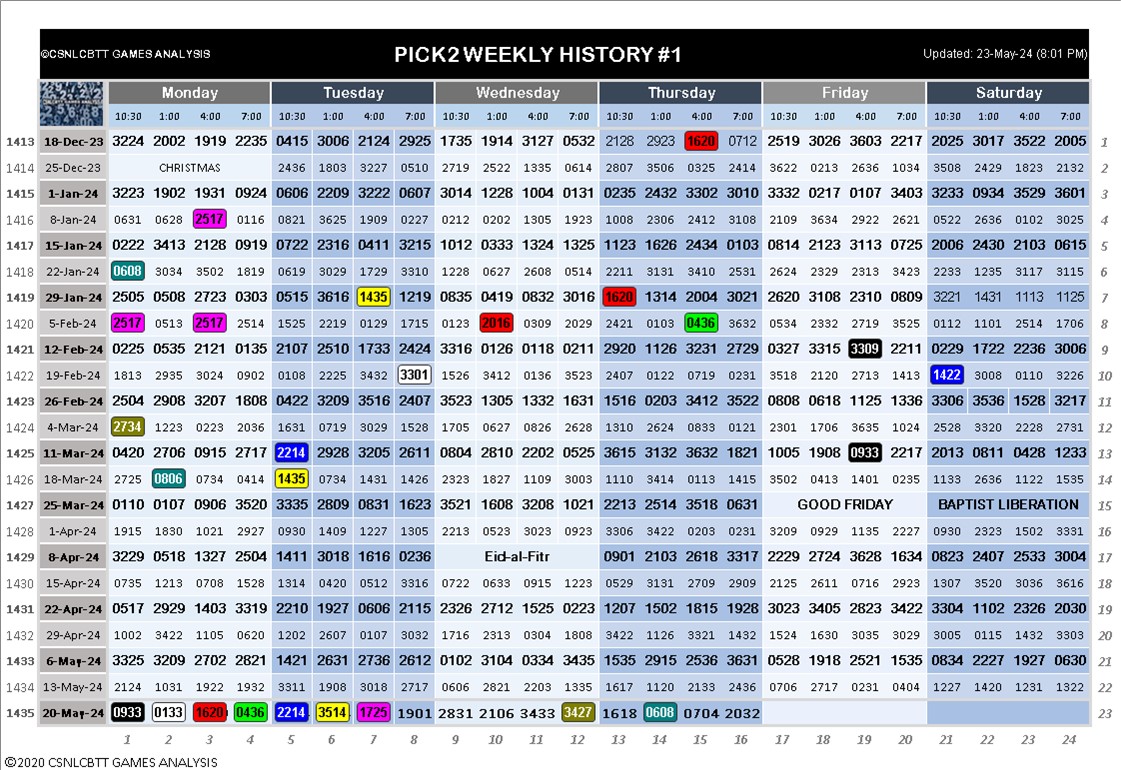 ©CSNLCBTT GAMES ANALYSIS PICK2 WEEKLY HISTORY #1 Updated: 23-May-24 (8:01 PM)
Monday Tuesday Wednesday Thursday Friday Saturday
10:30 1:00 4:00 7:00 10:30 1:00 4:00 7:00 10:30 1:00 4:00 7:00 10:30 1:00 4:00 7:00 10:30 1:00 4:00 7:00 10:30 1:00 4:00 7:00
1413 18-Dec-23 3224 2002 1919 2235 0415 3006 2124 2925 1735 1914 3127 0532 2128 2923 1620 0712 2519 3026 3603 2217 2025 3017 3522 2005 1
1414 25-Dec-23 CHRISTMAS 2436 1803 3227 0510 2719 2522 1335 0614 2807 3506 0325 2414 3622 0213 2636 1034 3508 2429 1823 2132 2
1415 1-Jan-24 3223 1902 1931 0924 0606 2209 3222 0607 3014 1228 1004 0131 0235 2432 3302 3010 3332 0217 0107 3403 3233 0934 3529 3601 3
1416 8-Jan-24 0631 0628 2517 0116 0821 3625 1909 0227 0212 0202 1305 1923 1008 2306 2412 3108 2109 3634 2922 2621 0522 2636 0102 3025 4
1417 15-Jan-24 0222 3413 2128 0919 0722 2316 0411 3215 1012 0333 1324 1325 1123 1626 2434 0103 0814 2123 3113 0725 2006 2430 2103 0615 5
1418 22-Jan-24 0608 3034 3502 1819 0619 3029 1729 3310 1228 0627 2608 0514 2211 3131 3410 2531 2624 2329 2313 3423 2233 1235 3117 3115 6
1419 29-Jan-24 2505 0508 2723 0303 0515 3616 1435 1219 0835 0419 0832 3016 1620 1314 2004 3021 2620 3108 2310 0809 3221 1431 1113 1125 7
1420 5-Feb-24 2517 0513 2517 2514 1525 2219 0129 1715 0123 2016 0305 2029 2421 0103 0436 3632 0534 2332 2719 3525 0112 1101 2514 1706 8
1421 12-Feb-24 0225 0535 2121 0135 2107 2510 1733 2424 3316 0126 0118 0211 2920 1126 3231 2729 0327 3315 3309 2211 0229 1722 2236 3006 9
1422 19-Feb-24 1813 2935 3024 0902 0108 2225 3432 3301 1526 3412 0136 3523 2407 0122 0719 0231 3518 2120 2713 1413 1422 3008 0110 3226 10
1423 26-Feb-24 2504 2908 3207 1808 0422 3209 3516 2407 3523 1305 1332 1631 1516 0203 3412 3522 0808 0618 1125 1336 3306 3536 1528 3217 11
1424 4-Mar-24 2734 1223 0223 2036 1631 0719 3029 1528 1705 0627 0826 2628 1310 2624 0833 0121 2301 1706 3635 1024 2528 3320 2228 2731 12
1425 11-Mar-24 0420 2706 0915 2717 2214 2928 3205 2611 0804 2810 2202 0525 3615 3132 3632 1821 1005 1908 0933 2217 2013 0811 0428 1233 13
1426 18-Mar-24 2725 0806 0734 0414 1435 0734 1431 1426 2323 1827 1109 3003 1110 3414 0113 1415 3502 0413 1401 0235 1133 2636 1122 1535 14
1427 25-Mar-24 0110 0107 0906 3520 3335 2809 0831 1623 3521 1608 3208 1021 2213 2514 3518 0631 GOOD FRIDAY BAPTIST LIBERATION 15
1428 1-Apr-24 1915 1830 1021 2927 0930 1409 1227 1305 2213 0523 3023 0923 3306 3422 0203 0231 3209 0929 1135 2227 0930 2323 1502 3331 16
1429 8-Apr-24 3229 0518 1327 2504 1411 3018 1616 0236 Eid-al-Fitr 0901 2103 2618 3317 2229 2724 3628 1634 0823 2407 2533 3004 17
1430 15-Apr-24 0735 1213 0708 1528 1314 0420 0512 3316 0722 0633 0915 1223 0529 3131 2709 2909 2125 2611 0716 2923 1307 3520 3036 3616 18
1431 22-Apr-24 0517 2929 1403 3319 2210 1927 0606 2115 2326 2712 1525 0223 1207 1502 1815 1928 3023 3405 2823 3422 3304 1102 2326 2030 19
1432 29-Apr-24 1002 3422 1105 0620 1202 2607 0107 3032 1716 2313 0304 1808 3422 1126 3321 1432 1524 1630 3035 3029 3005 0115 1432 3303 20
1433 6-May-24 3325 3209 2702 2821 1421 2631 2736 2612 0102 3104 0334 3435 1535 2915 2536 3631 0528 1918 2521 1535 0834 2227 1927 0630 21
1434 13-May-24 2124 1031 1922 1932 3311 1908 3018 2717 0606 2821 2203 1335 1617 1120 2133 2436 0706 2717 0231 0404 1227 1420 1231 1322 22
1435 20-May-24 0933 0133 1620 0436 2214 3514 1725 1901 2831 2106 3433 3427 1618 0608 0704 2032 23
1 2 3 4 5 6 7 8 9 10 11 12 13 14 15 16 17 18 19 20 21 22 23 24
©2020 CSNLCBTT GAMES ANALYSIS